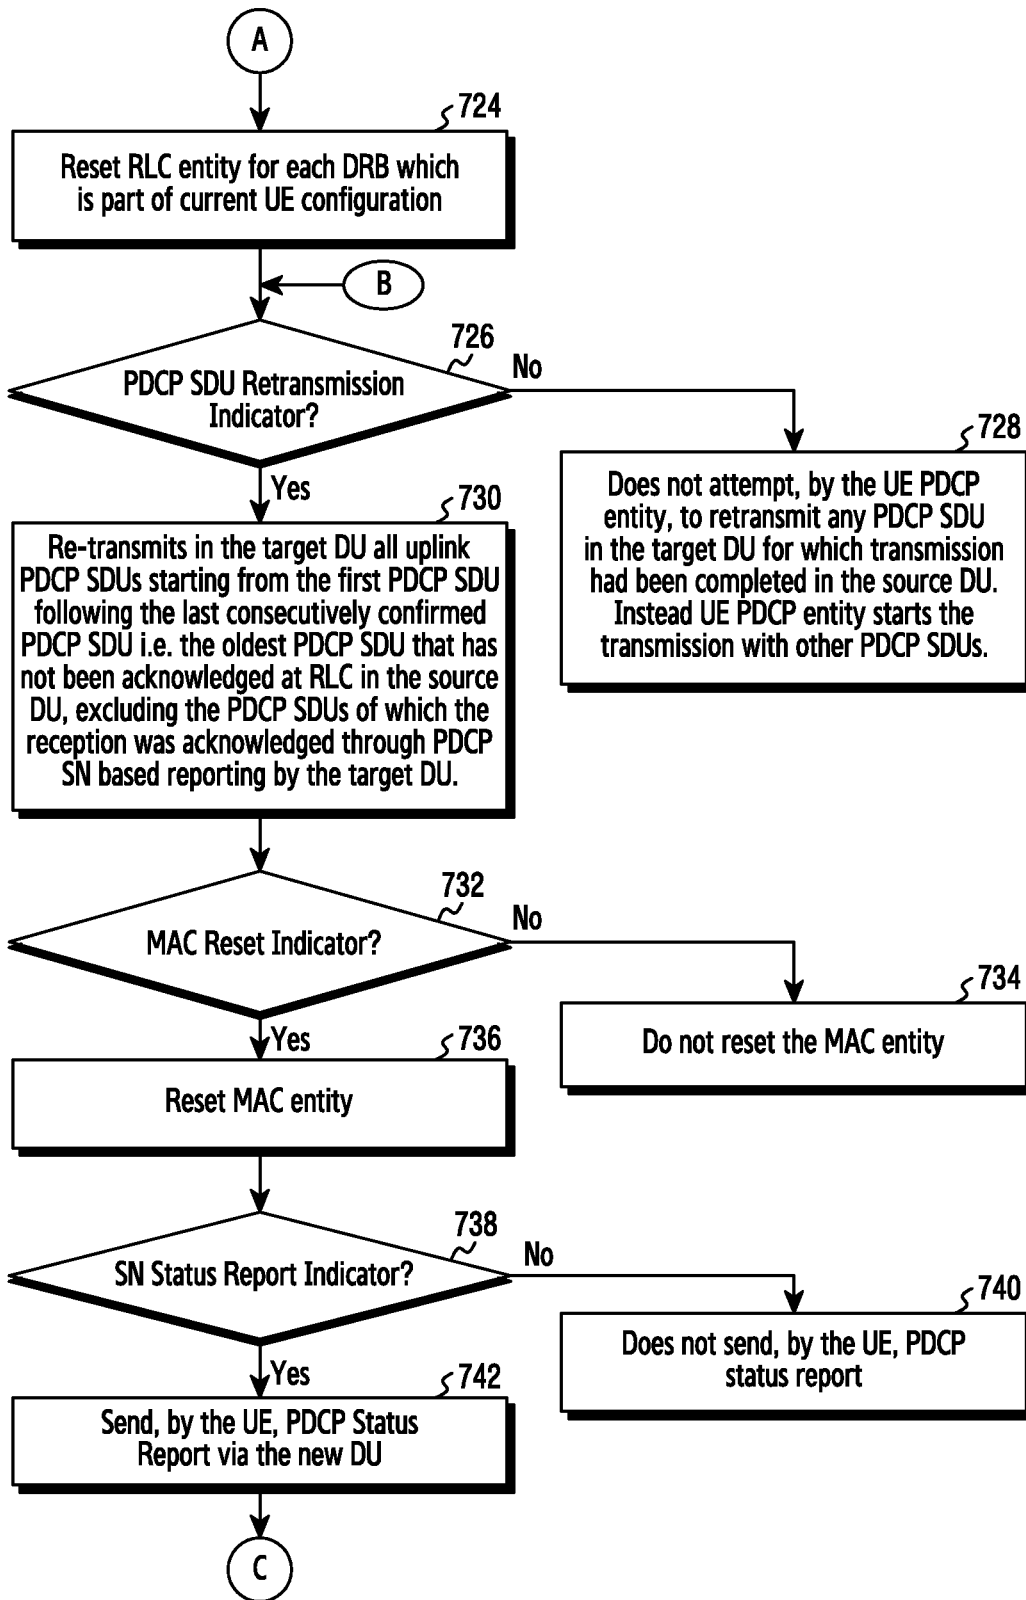 A
724
Reset RLC entity for each DRB which
is part of current UE configuration
B
726
PDCP SDU Retransmission
Indicator?
No
Yes
728
Does not attempt, by the UE PDCP
entity, to retransmit any PDCP SDU
in the target DU for which transmission
had been completed in the source DU.
Instead UE PDCP entity starts the
transmission with other PDCP SDUs.
730
Re-transmits in the target DU all uplink
PDCP SDUs starting from the first PDCP SDU
following the last consecutively confirmed
PDCP SDU i.e. the oldest PDCP SDU that has
not been acknowledged at RLC in the source
DU, excluding the PDCP SDUs of which the
reception was acknowledged through PDCP
SN based reporting by the target DU.
732
MAC Reset Indicator?
No
Yes
734
Do not reset the MAC entity
736
Reset MAC entity
738
SN Status Report Indicator?
No
Yes
740
Does not send, by the UE, PDCP
status report
742
Send, by the UE, PDCP Status
Report via the new DU
C